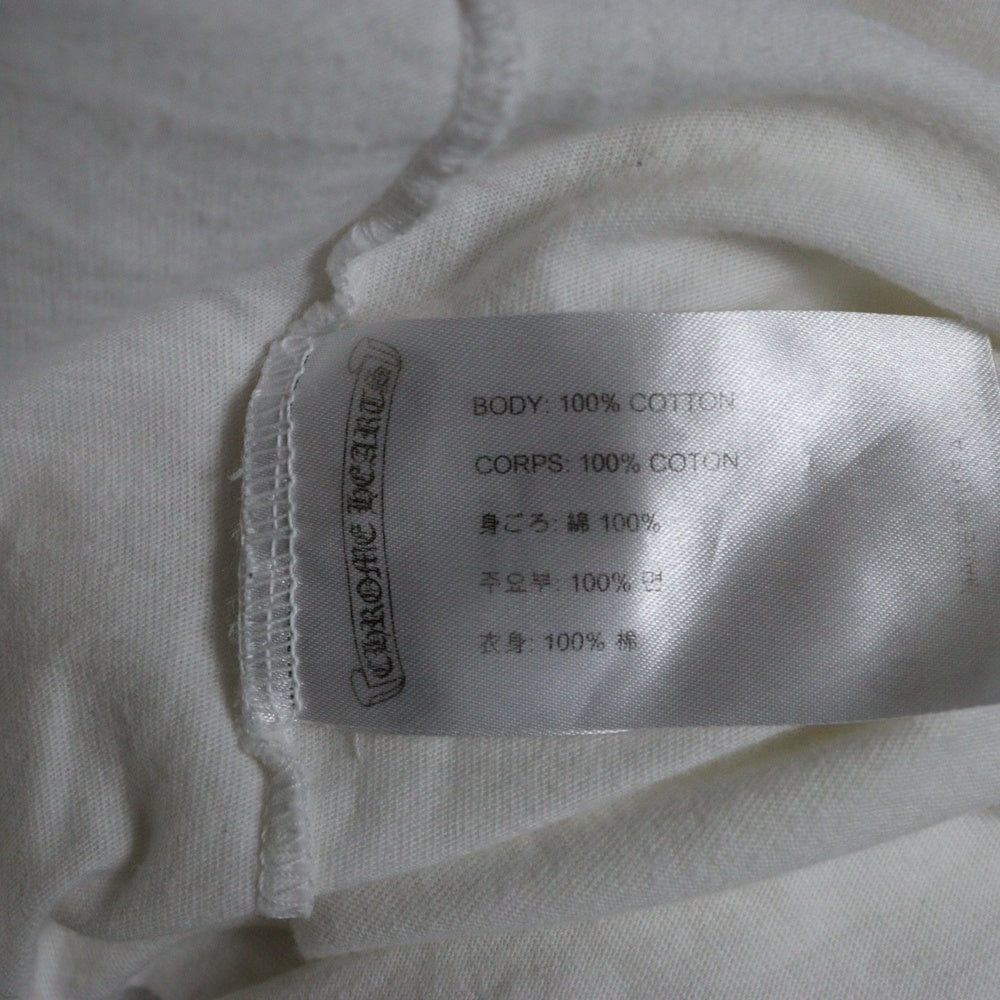 CHROME HEARTS
BODY: 100% COTTON
CORPS: 100% COTON
身ごろ: 綿 100%
주요부: 100% 면
衣身: 100% 棉